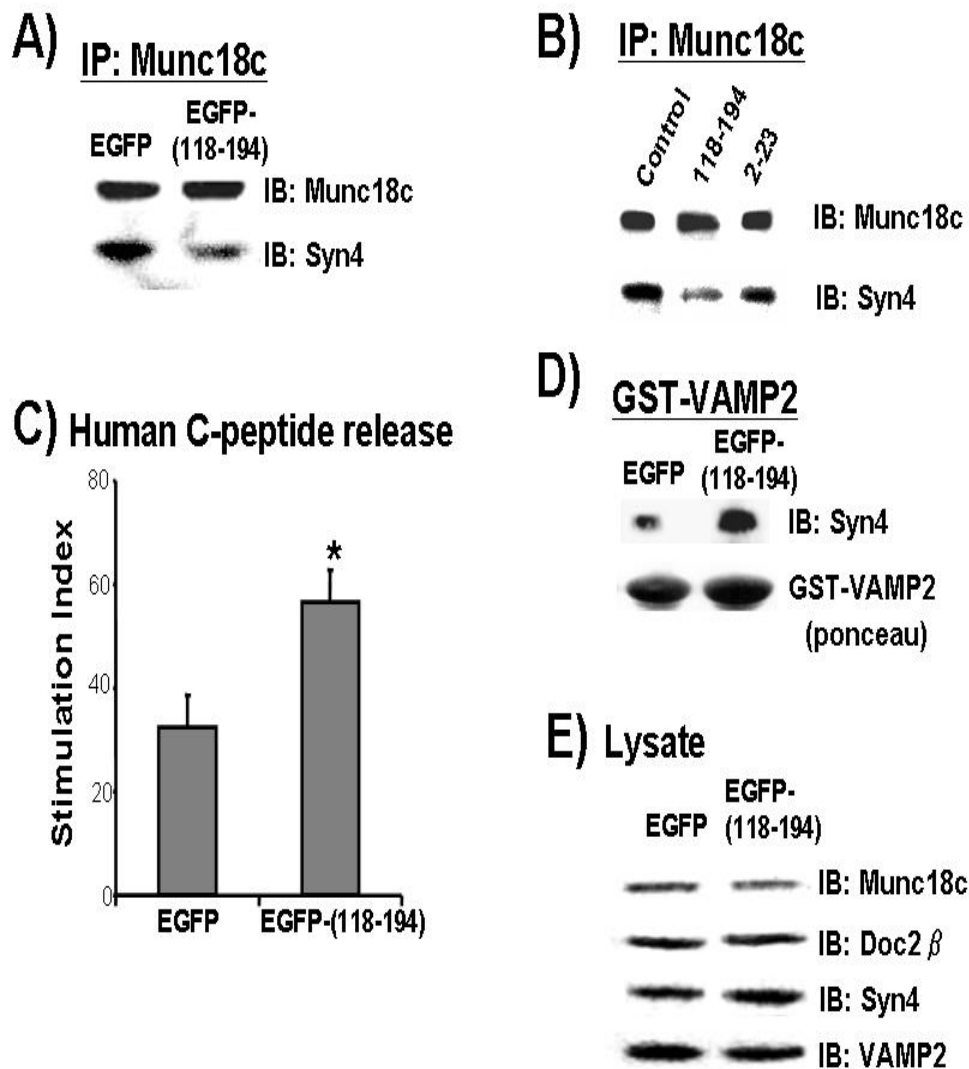 A)
IP: Munc18c
EGFP
EGFP-
(118-194)
IB: Munc18c
IB: Syn4
B)
IP: Munc18c
Control
118-194
2-23
IB: Munc18c
IB: Syn4
C) Human C-peptide release
Stimulation Index
80
60
40
20
0
*
EGFP
EGFP-(118-194)
D)
GST-VAMP2
EGFP
EGFP-
(118-194)
IB: Syn4
GST-VAMP2
(ponceau)
E) Lysate
EGFP
EGFP-
(118-194)
IB: Munc18c
IB: Doc2 β
IB: Syn4
IB: VAMP2